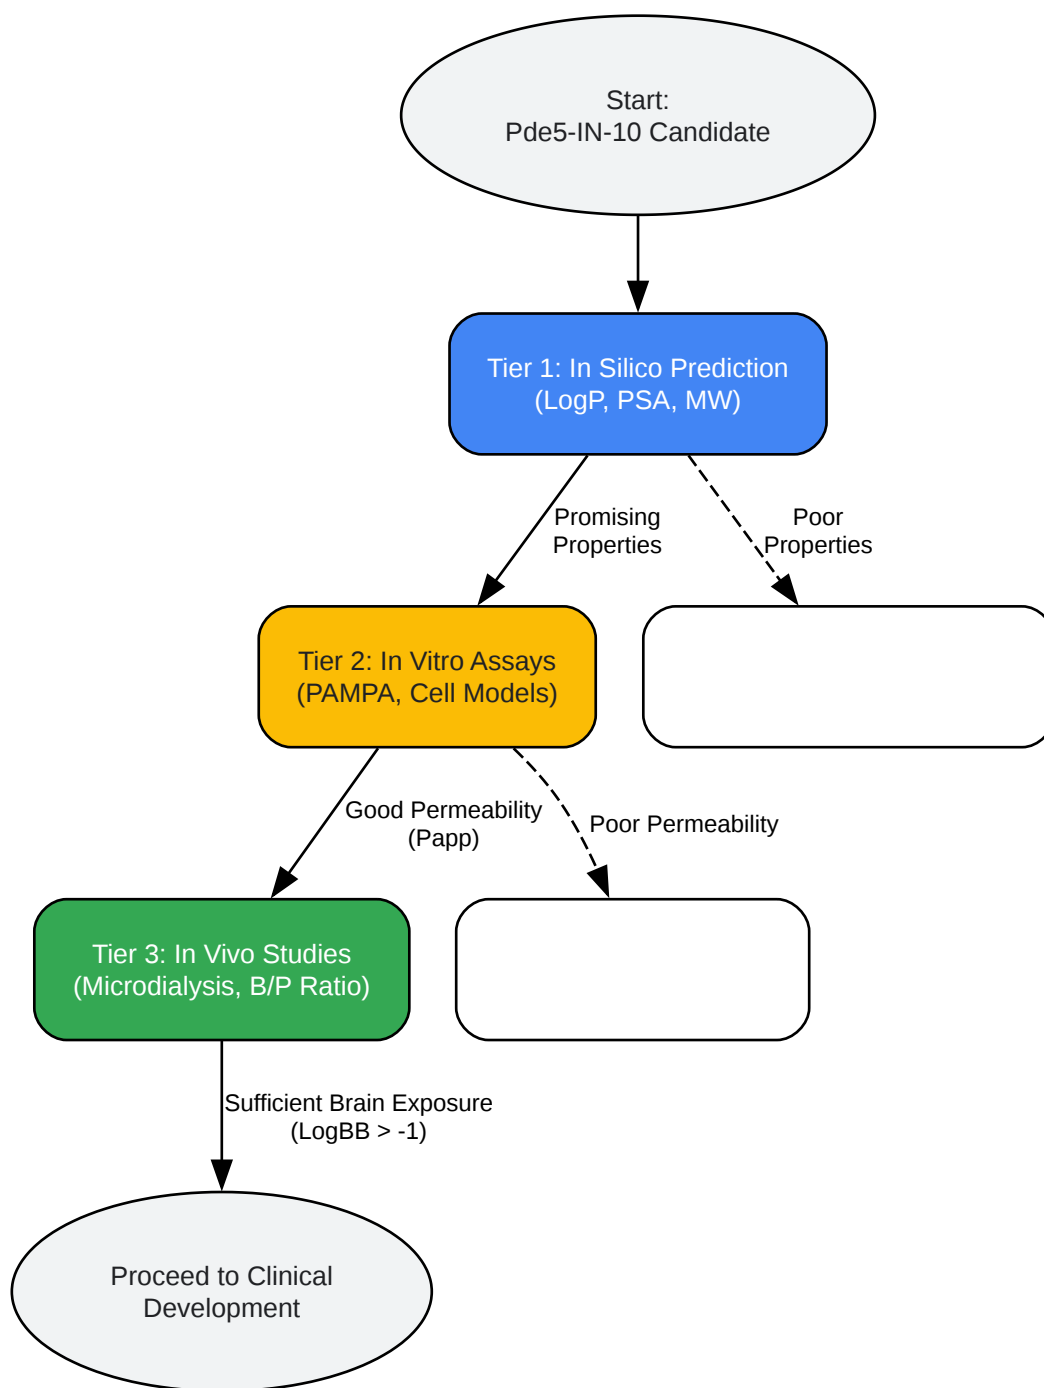 Start:
Pde5-IN-10 Candidate
Tier 1: In Silico Prediction
(LogP, PSA, MW)
Promising
Properties
Poor
Properties
Tier 2: In Vitro Assays
(PAMPA, Cell Models)
Good Permeability
(Papp)
Poor Permeability
Tier 3: In Vivo Studies
(Microdialysis, B/P Ratio)
Sufficient Brain Exposure
(LogBB > -1)
Proceed to Clinical
Development